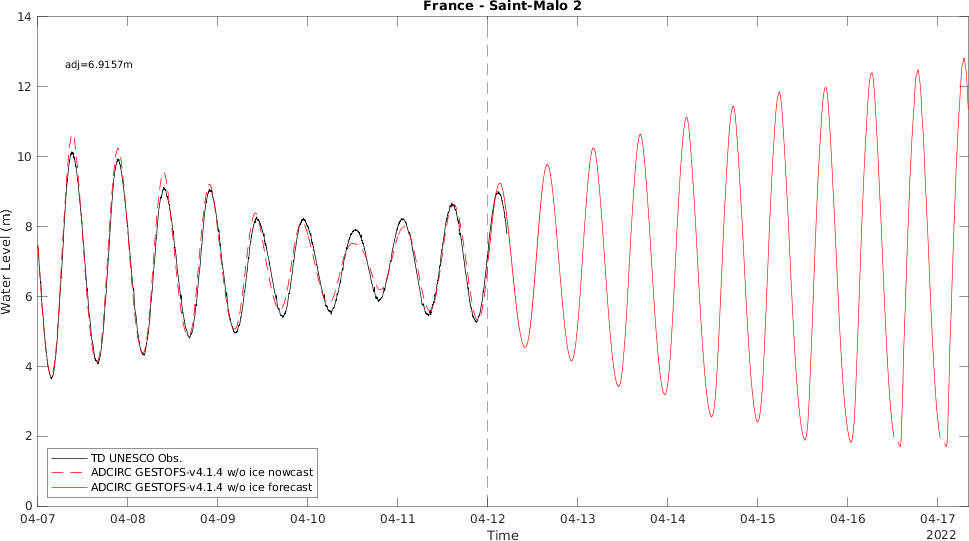 France - Saint-Malo 2
adj=6.9157m
14
12
10
8
6
4
2
0
Water Level (m)
TD UNESCO Obs.
ADCIRC GESTOFS-v4.1.4 w/o ice nowcast
ADCIRC GESTOFS-v4.1.4 w/o ice forecast
04-07 04-08 04-09 04-10 04-11 04-12 04-13 04-14 04-15 04-16 04-17
Time
2022